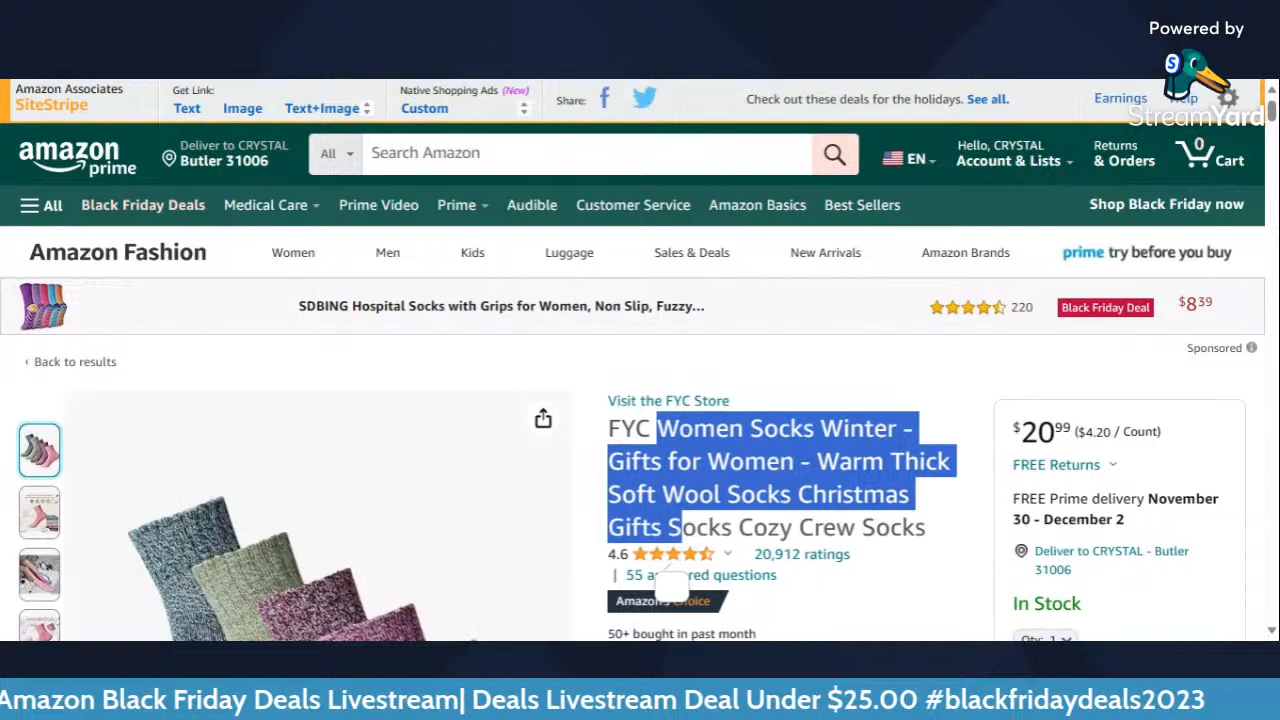 Powered by
S
StreamYard
Amazon Associates
SiteStripe
Get Link:
Text Image Text+Image
Native Shopping Ads (New)
Custom
Share:
Check out these deals for the holidays. See all.
Earnings Help
amazon prime
Deliver to CRYSTAL
Butler 31006
All Search Amazon
EN
Hello, CRYSTAL
Account & Lists
Returns
& Orders
0
Cart
All Black Friday Deals Medical Care Prime Video Prime Audible Customer Service Amazon Basics Best Sellers Shop Black Friday now
Amazon Fashion Women Men Kids Luggage Sales & Deals New Arrivals Amazon Brands prime try before you buy
SDBING Hospital Socks with Grips for Women, Non Slip, Fuzzy... 220 Black Friday Deal $8 39
Sponsored
‹ Back to results
Visit the FYC Store
FYC Women Socks Winter -
Gifts for Women - Warm Thick
Soft Wool Socks Christmas
Gifts Socks Cozy Crew Socks
4.6 20,912 ratings
| 55 questions
Amazon's Choice
50+ bought in past month
$20 99 ($4.20 / Count)
FREE Returns
FREE Prime delivery November
30 - December 2
Deliver to CRYSTAL - Butler
31006
In Stock
Qty: 1
Amazon Black Friday Deals Livestream| Deals Livestream Deal Under $25.00 #blackfridaydeals2023